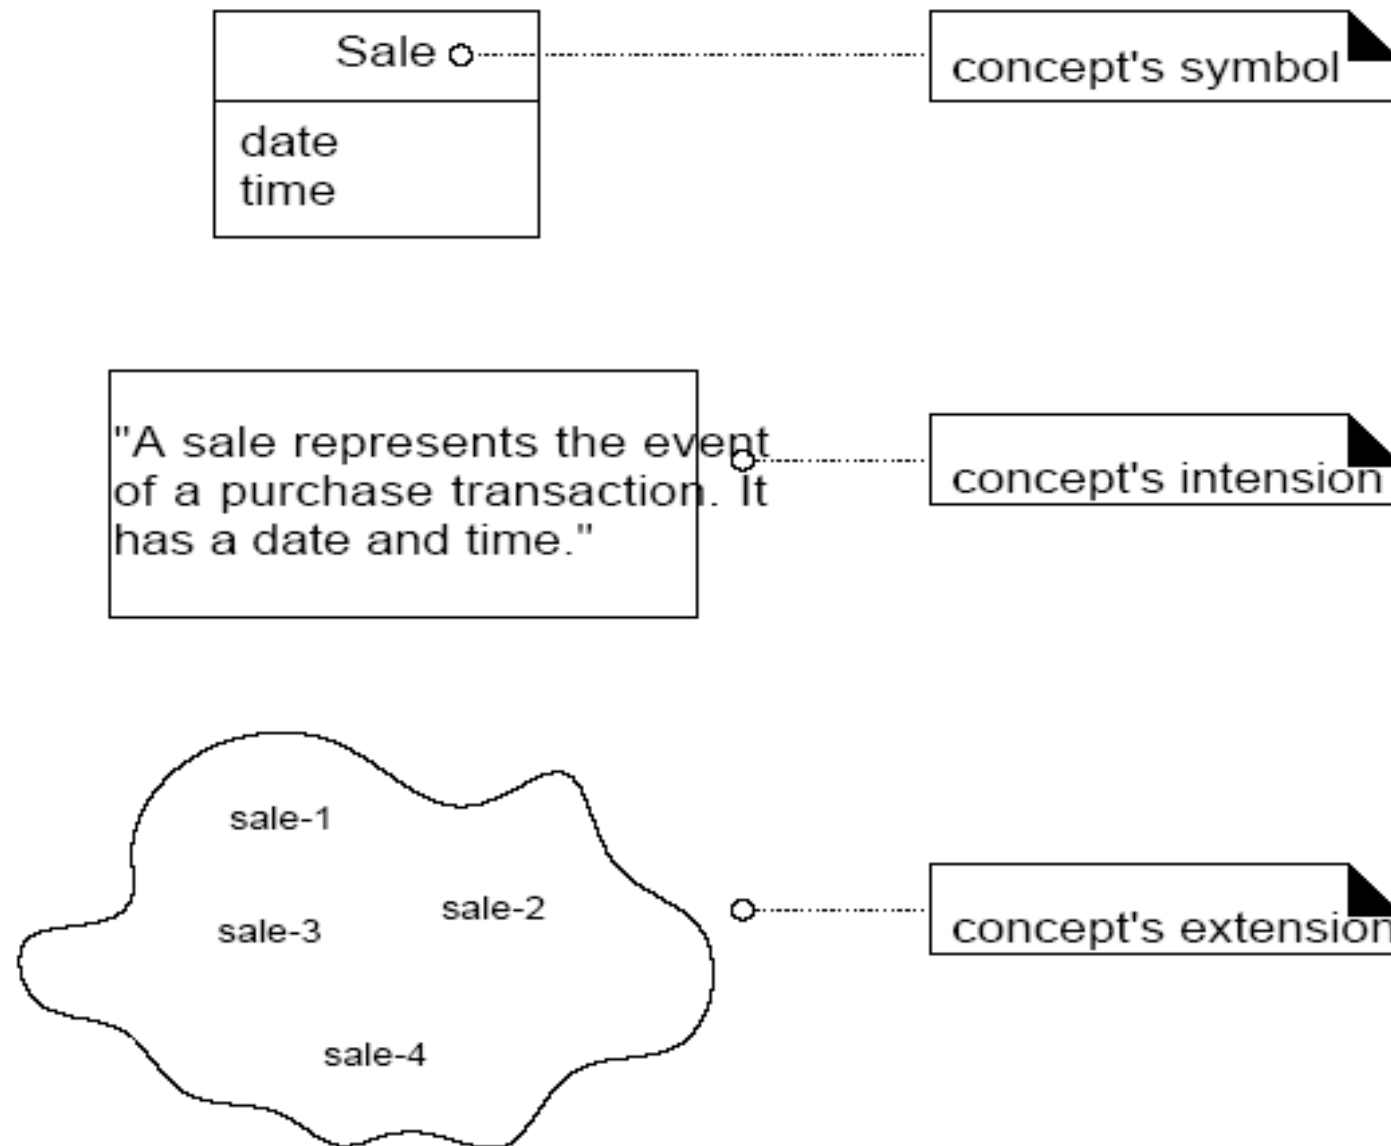 Sale
concept's symbol
date
time
"A sale represents the event
of a purchase transaction. It
has a date and time."
concept's intension
sale-1
sale-2
sale-3
sale-4
concept's extension